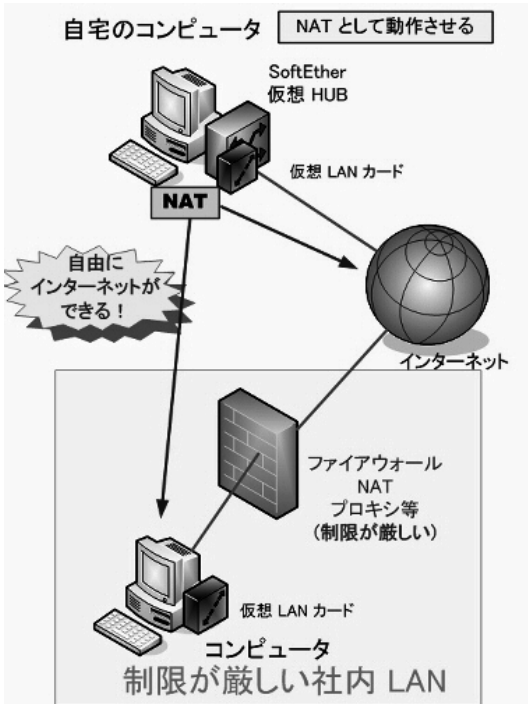 自宅のコンピュータ
NAT として動作させる
SoftEther
仮想 HUB
仮想 LAN カード
NAT
自由に
インターネットが
できる！
インターネット
ファイアウォール
NAT
プロキシ等
(制限が厳しい)
仮想 LAN カード
コンピュータ
制限が厳しい社内 LAN